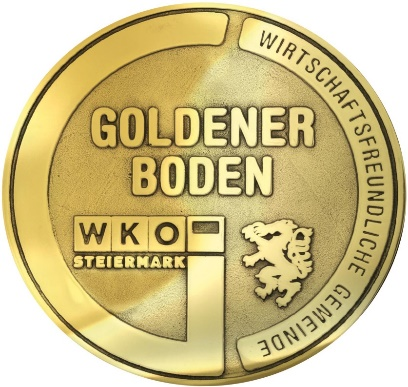 GOLDENER
BODEN
WKO
STEIERMARK
WIRTSCHAFTSFREUNDLICHE GEMEINDE